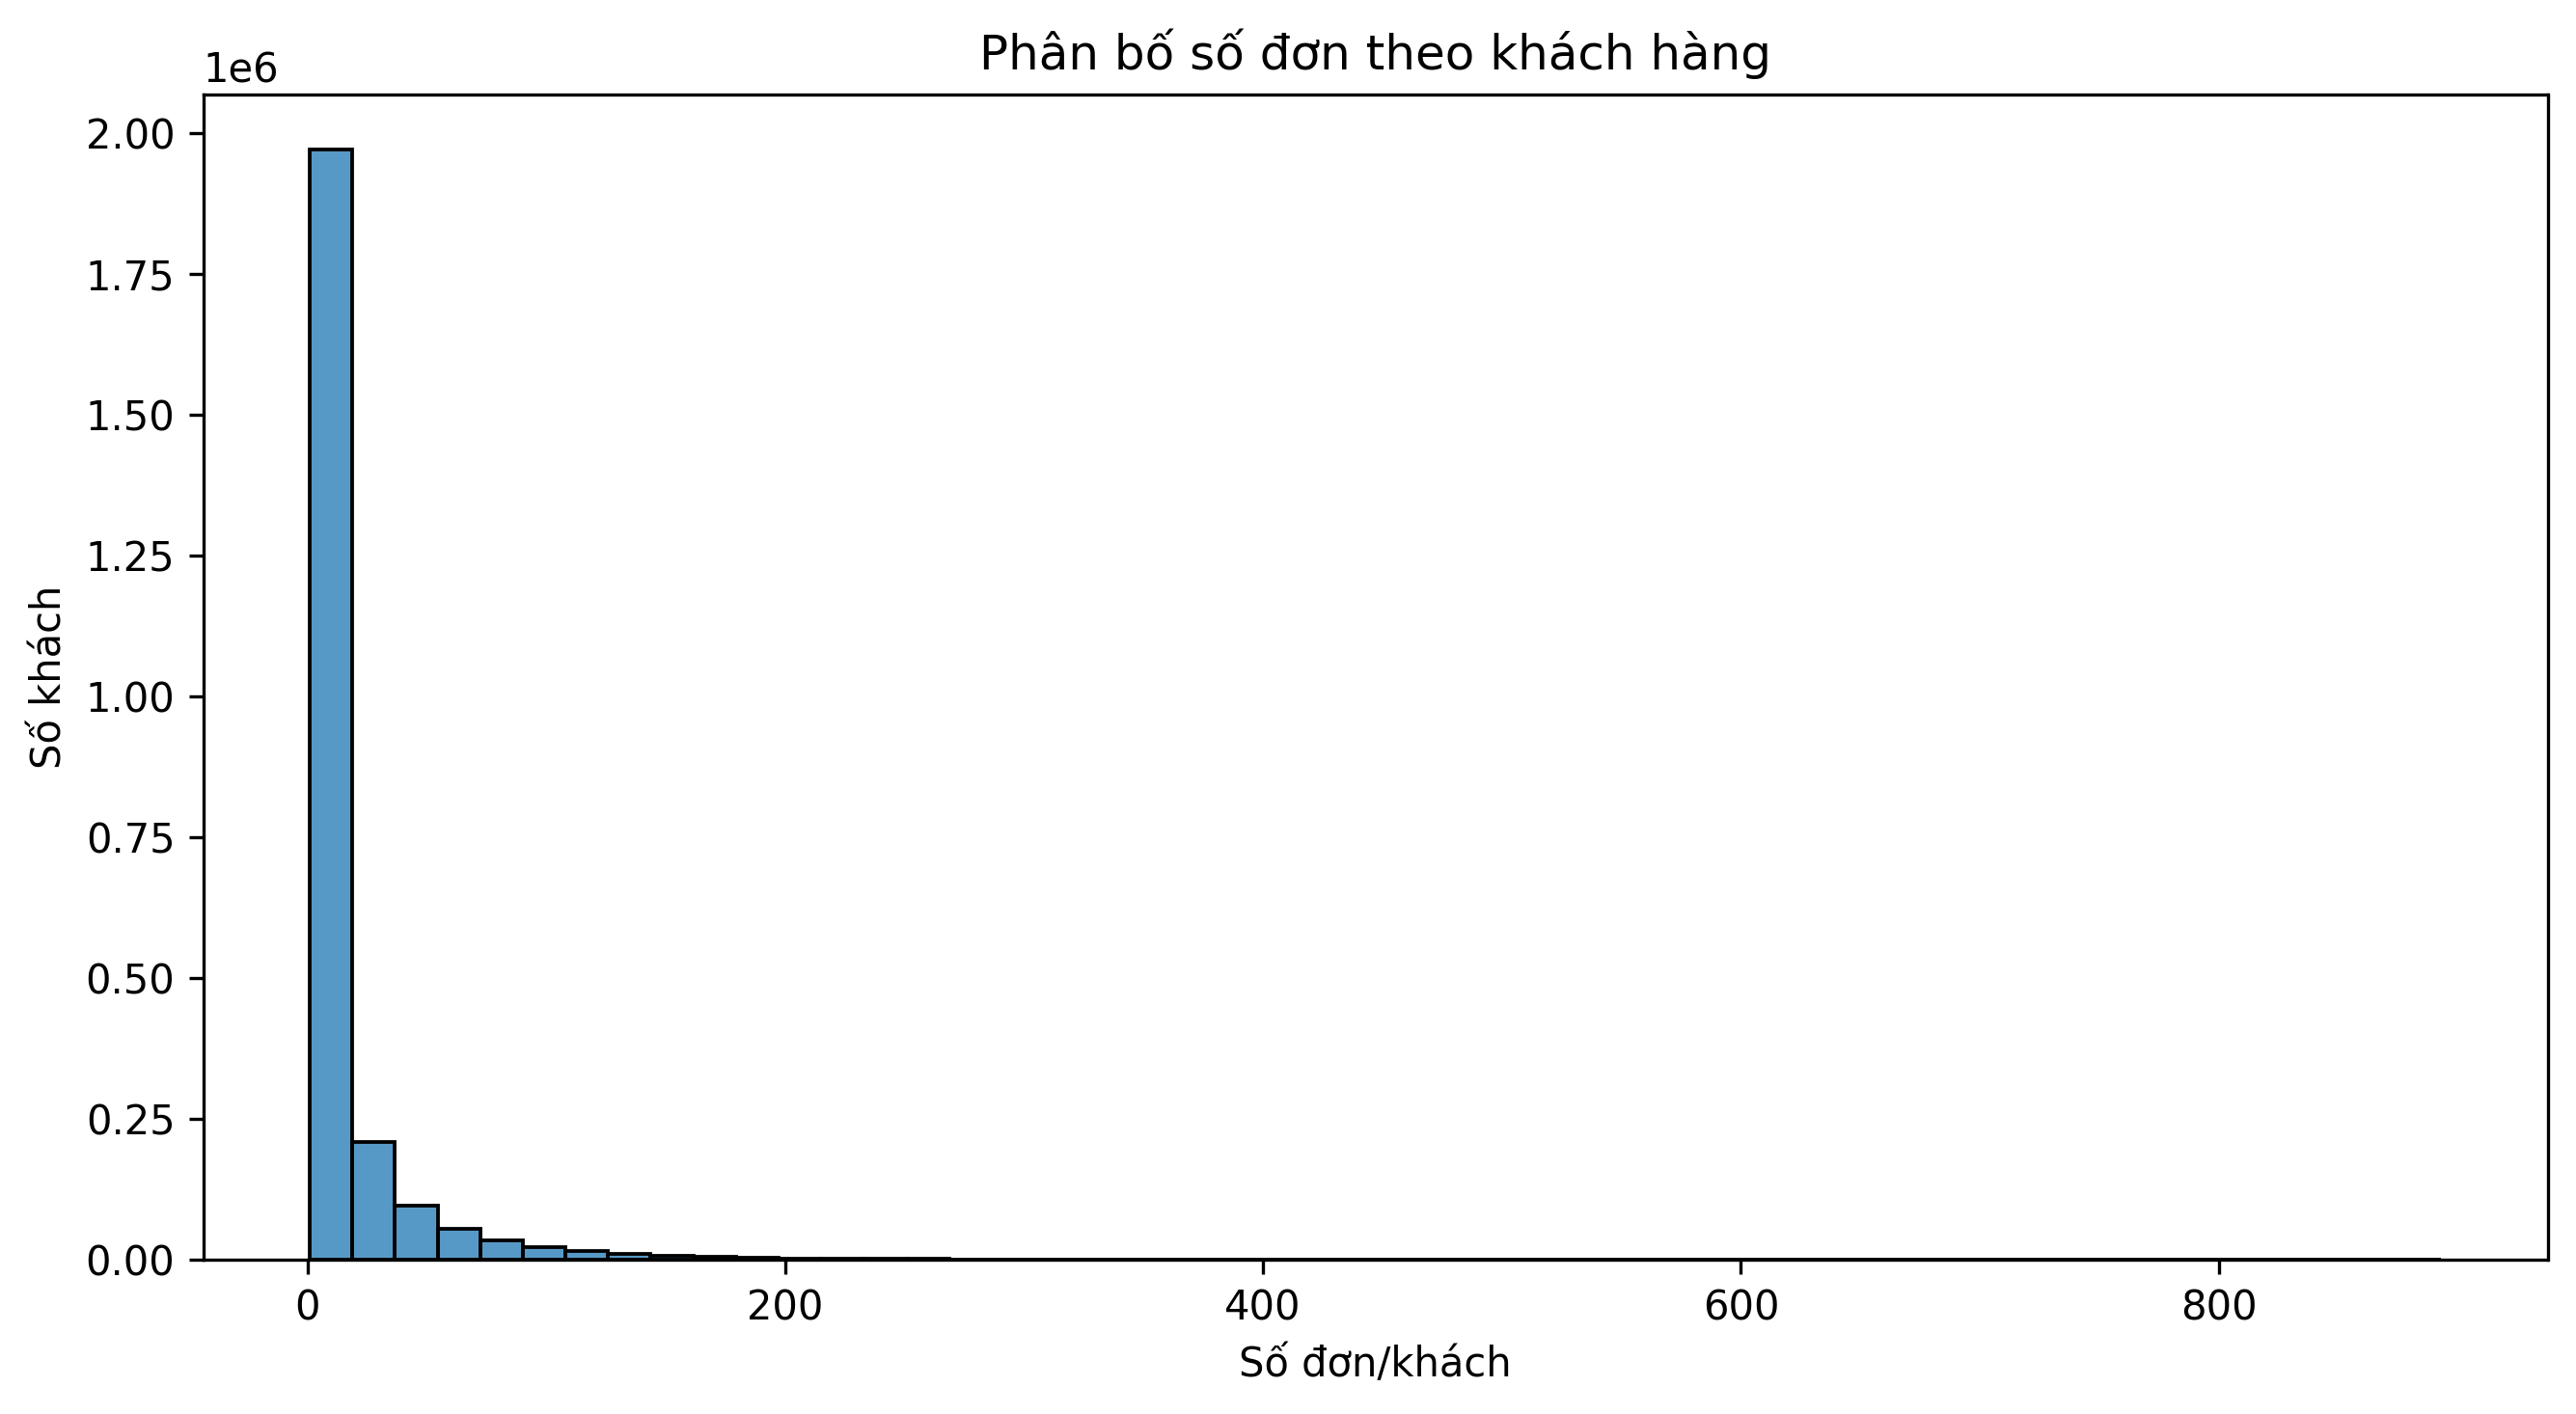 Phân bố số đơn theo khách hàng
1e6
2.00
1.75
1.50
1.25
1.00
0.75
0.50
0.25
0.00
Số khách
0 200 400 600 800
Số đơn/khách